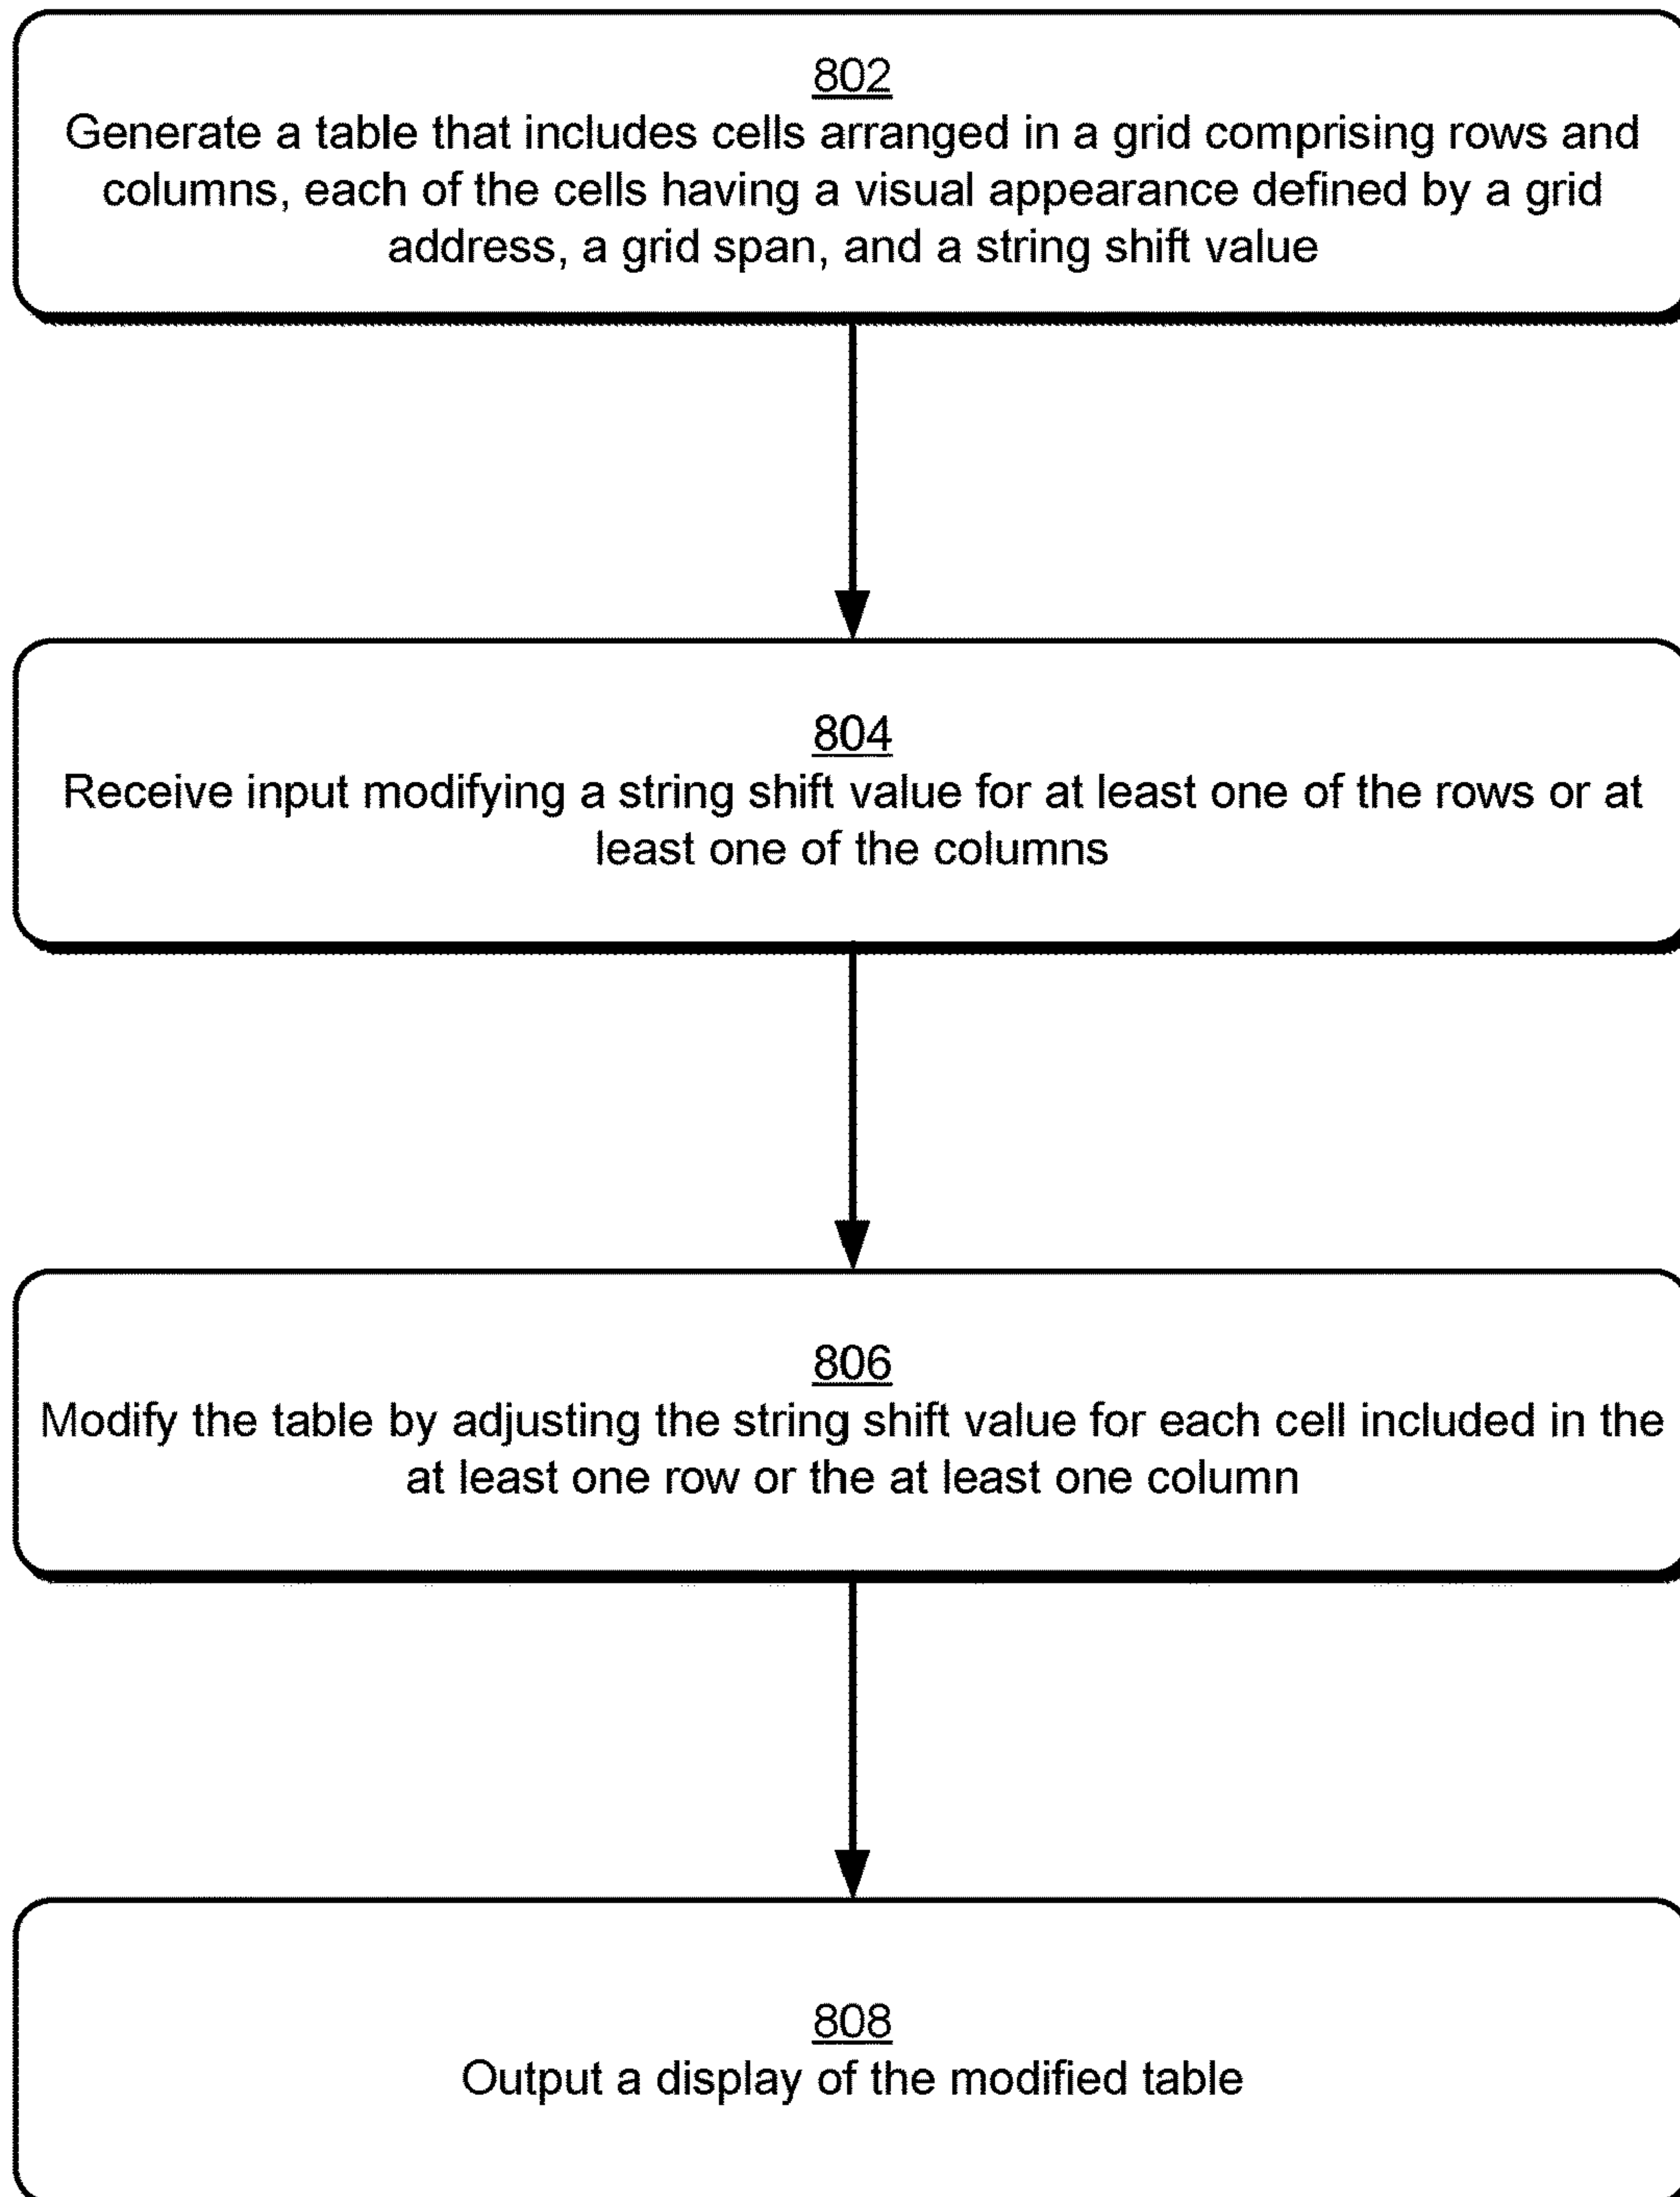 802
Generate a table that includes cells arranged in a grid comprising rows and
columns, each of the cells having a visual appearance defined by a grid
address, a grid span, and a string shift value
804
Receive input modifying a string shift value for at least one of the rows or at
least one of the columns
806
Modify the table by adjusting the string shift value for each cell included in the
at least one row or the at least one column
808
Output a display of the modified table